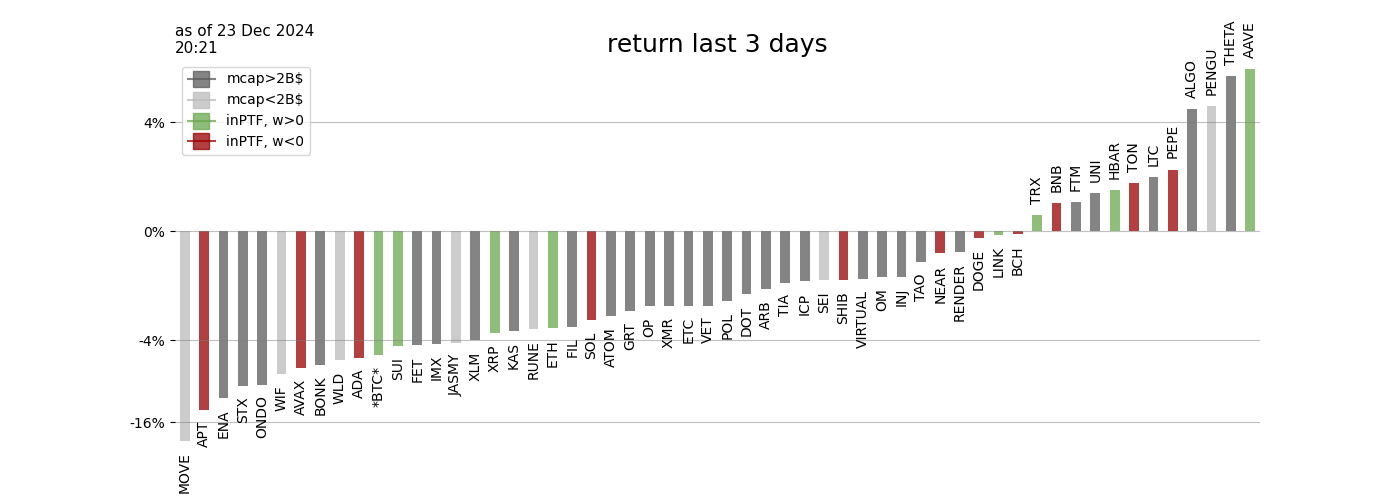 as of 23 Dec 2024
20:21
return last 3 days
mcap>2B$
mcap<2B$
inPTF, w>0
inPTF, w<0
4%
0%
-4%
-16%
MOVE
APT
ENA
STX
ONDO
WIF
AVAX
BONK
WLD
ADA
*BTC*
SUI
FET
IMX
JASMY
XLM
XRP
KAS
RUNE
ETH
FIL
SOL
ATOM
GRT
OP
XMR
ETC
VET
POL
DOT
ARB
TIA
ICP
SEI
SHIB
VIRTUAL
OM
INJ
TAO
NEAR
RENDER
DOGE
LINK
BCH
TRX
BNB
FTM
UNI
HBAR
TON
LTC
PEPE
ALGO
PENGU
THETA
AAVE